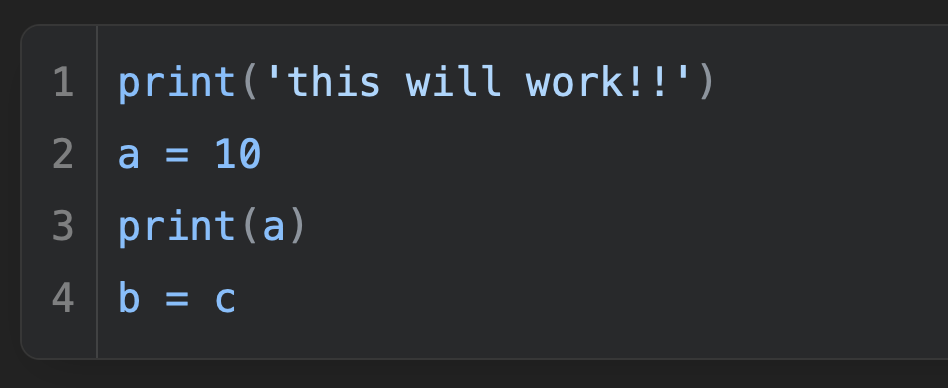 1 print('this will work!!')
2 a = 10
3 print(a)
4 b = c